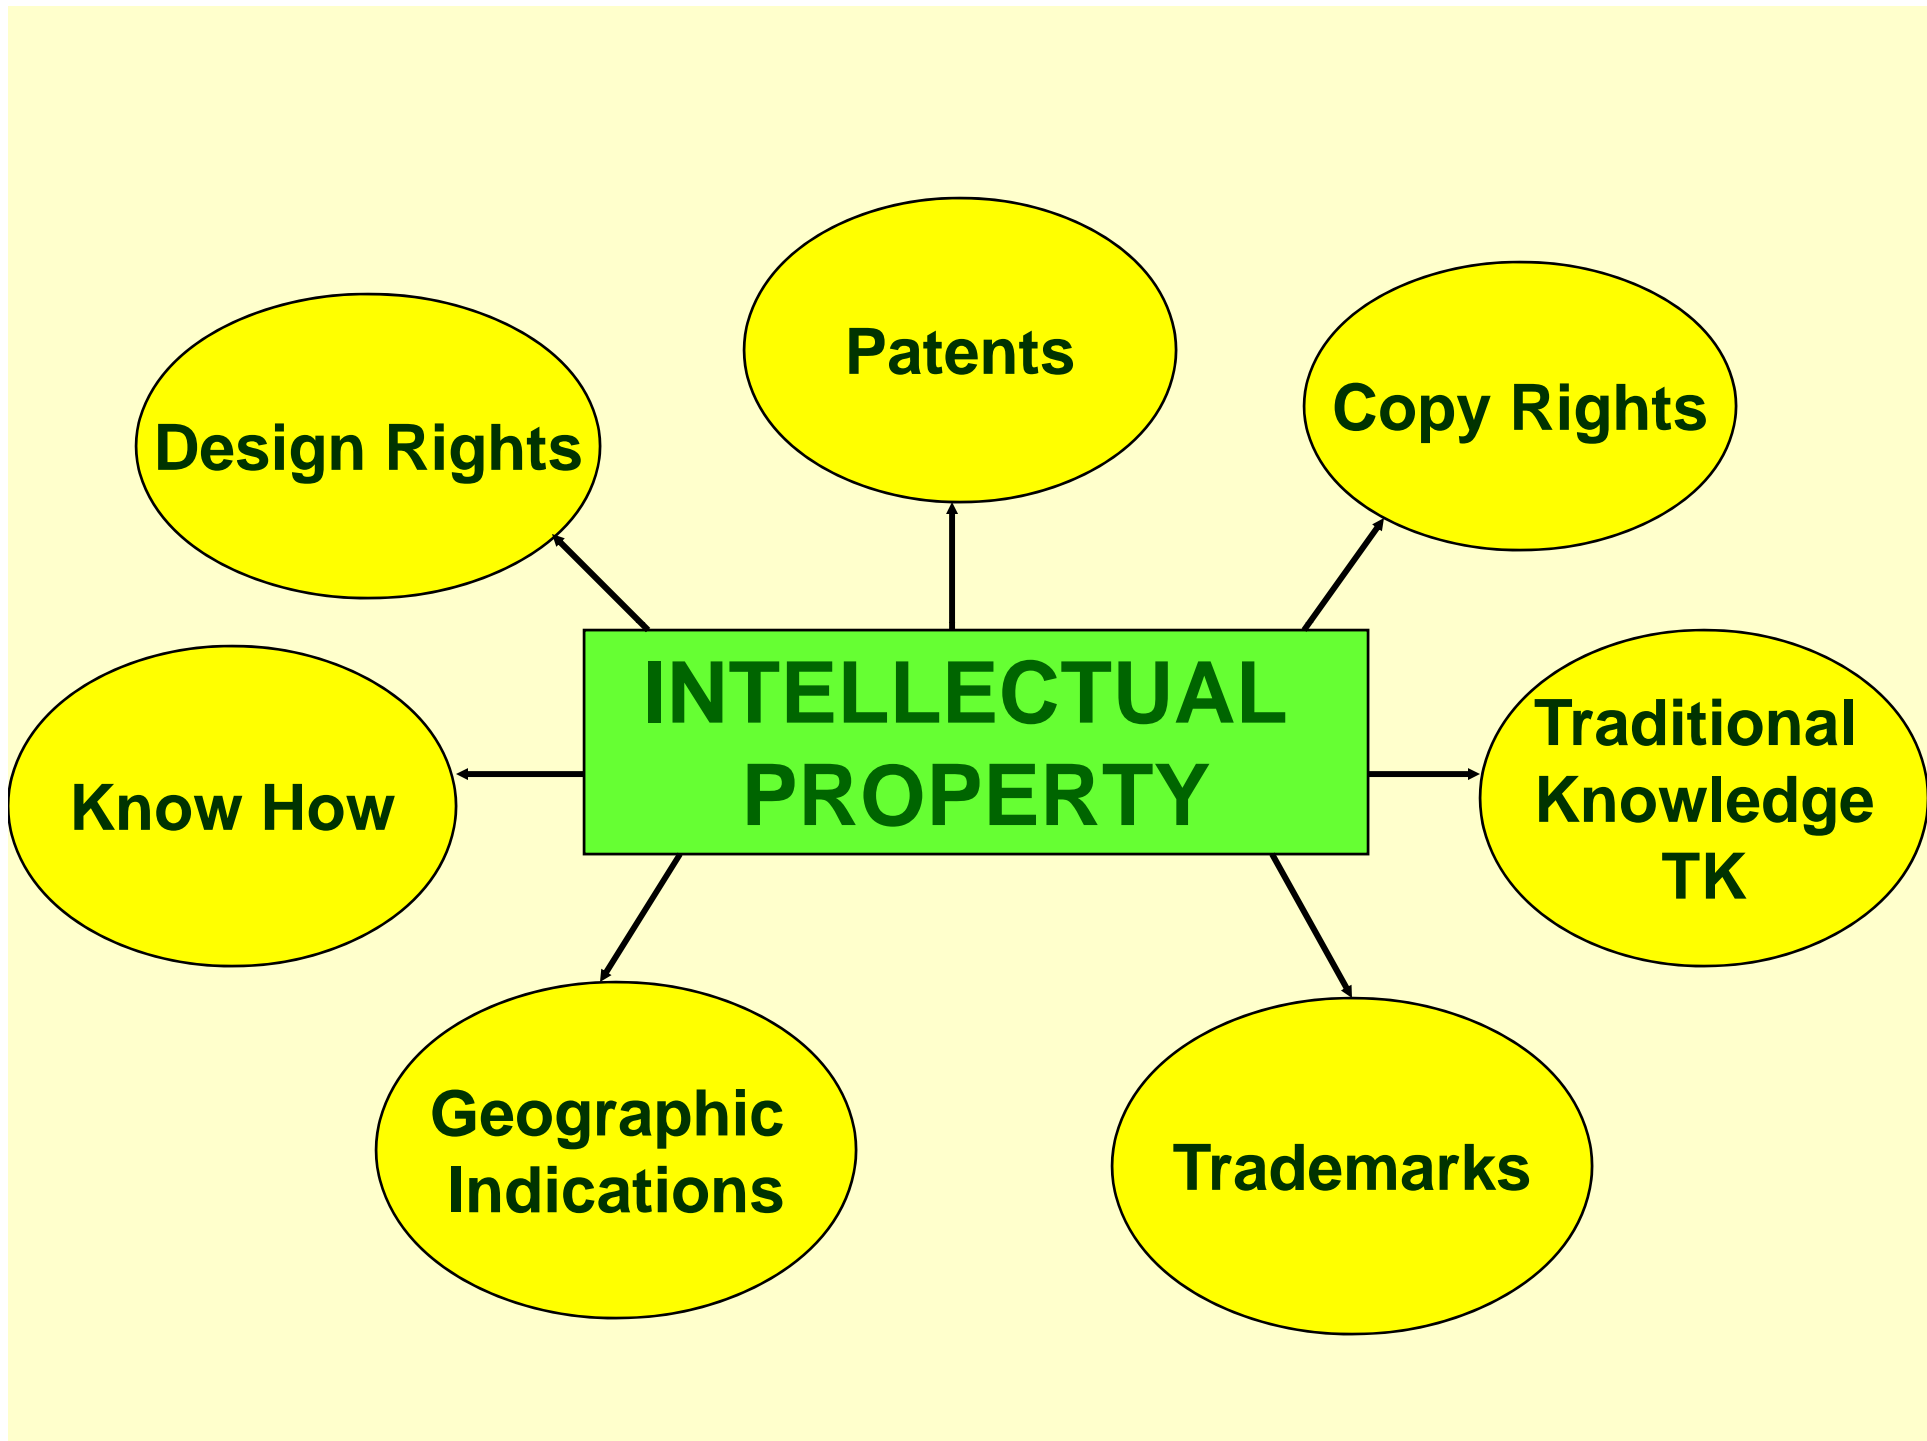 Patents
Copy Rights
Design Rights
INTELLECTUAL
PROPERTY
Traditional
Knowledge
TK
Know How
Geographic
Indications
Trademarks